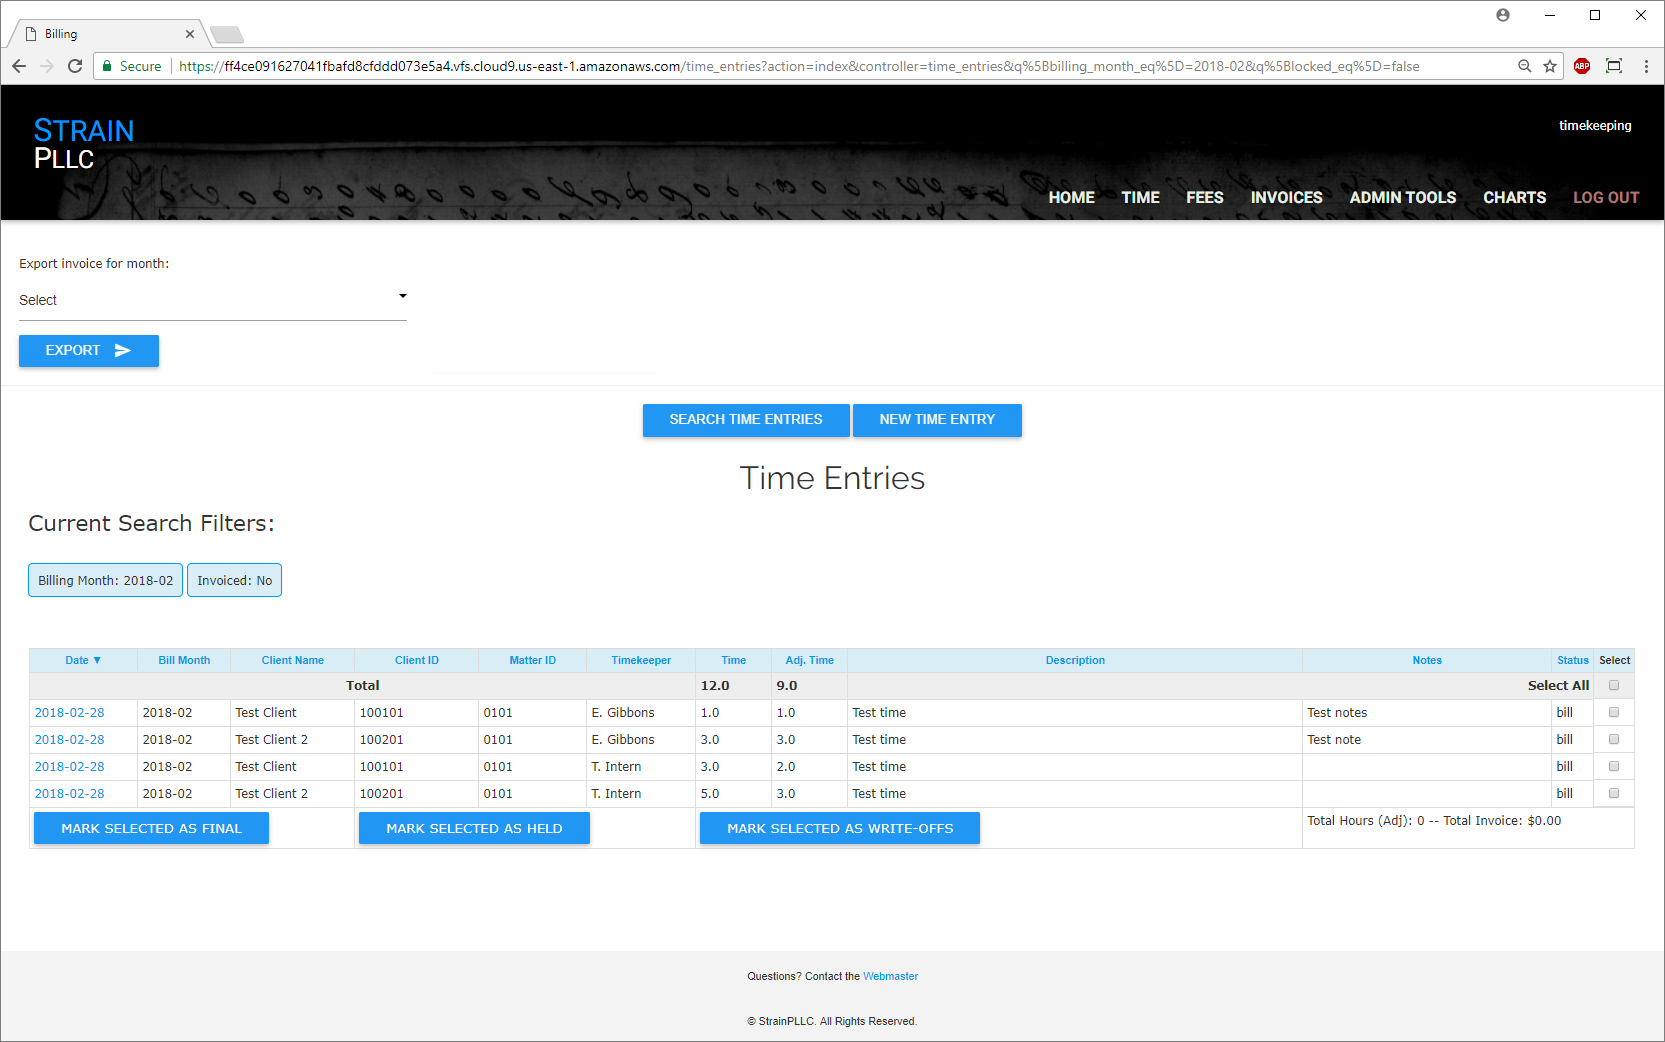 Billing
Secure https://ff4ce091627041fbafd8cfddd073e5a4.vfs.cloud9.us-east-1.amazonaws.com/time_entries?action=index&controller=time_entries&q%5Bbilling_month_eq%5D=2018-02&q%5Blocked_eq%5D=false ABP
STRAIN
PLLC
timekeeping
HOME TIME FEES INVOICES ADMIN TOOLS CHARTS LOG OUT
Export invoice for month:
Select
EXPORT
SEARCH TIME ENTRIES NEW TIME ENTRY
Time Entries
Current Search Filters:
Billing Month: 2018-02 Invoiced: No
Date ▼ Bill Month Client Name Client ID Matter ID Timekeeper Time Adj. Time Description Notes Status Select
Total 12.0 9.0 Select All
2018-02-28 2018-02 Test Client 100101 0101 E. Gibbons 1.0 1.0 Test time Test notes bill
2018-02-28 2018-02 Test Client 2 100201 0101 E. Gibbons 3.0 3.0 Test time Test note bill
2018-02-28 2018-02 Test Client 100101 0101 T. Intern 3.0 2.0 Test time bill
2018-02-28 2018-02 Test Client 2 100201 0101 T. Intern 5.0 3.0 Test time bill
MARK SELECTED AS FINAL MARK SELECTED AS HELD MARK SELECTED AS WRITE-OFFS Total Hours (Adj): 0 -- Total Invoice: $0.00
Questions? Contact the Webmaster
© StrainPLLC. All Rights Reserved.